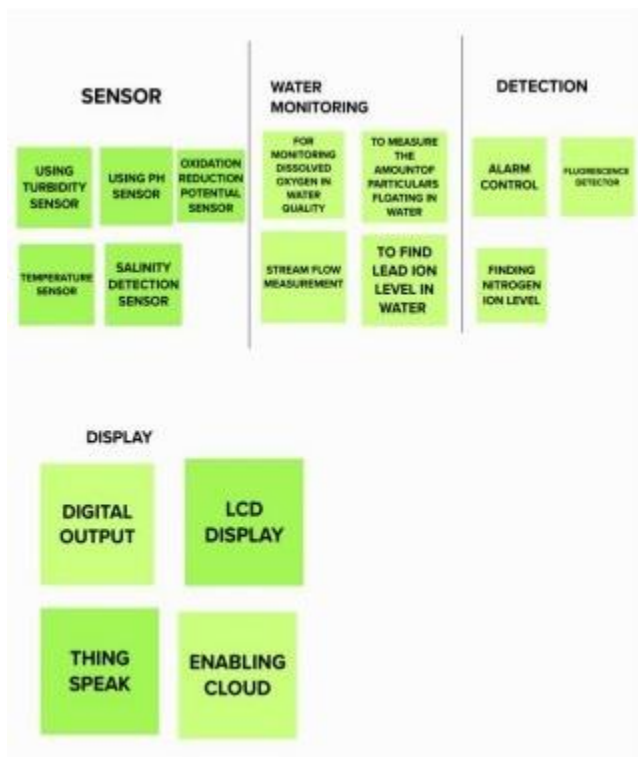 SENSOR
USING
TURBIDITY
SENSOR
USING PH
SENSOR
OXIDATION
REDUCTION
POTENTIAL
SENSOR
TEMPERATURE
SENSOR
SALINITY
DETECTION
SENSOR
WATER
MONITORING
FOR
MONITORING
DISSOLVED
OXYGEN IN
WATER
QUALITY
TO MEASURE
THE
AMOUNTOF
PARTICULARS
FLOATING IN
WATER
STREAM FLOW
MEASUREMENT
TO FIND
LEAD ION
LEVEL IN
WATER
DETECTION
ALARM
CONTROL
FLUORESCENCE
DETECTOR
FINDING
NITROGEN
ION LEVEL
DISPLAY
DIGITAL
OUTPUT
LCD
DISPLAY
THING
SPEAK
ENABLING
CLOUD